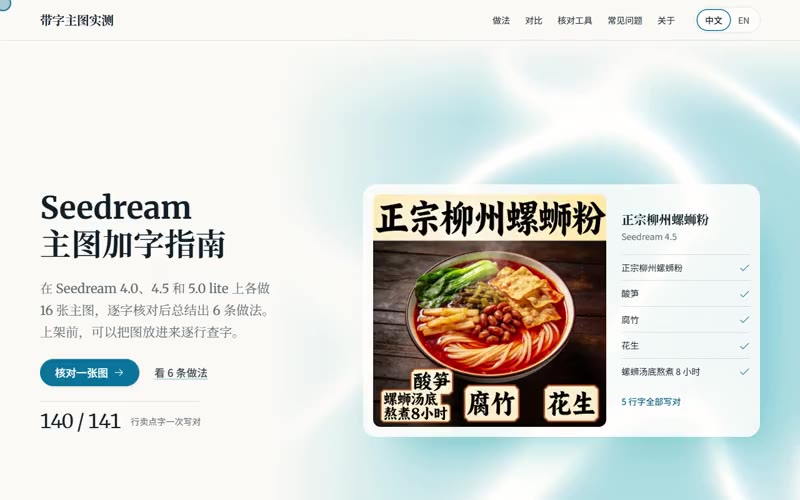 带字主图实测
做法
对比
核对工具
常见问题
关于
中文
EN
Seedream
主图加字指南
在 Seedream 4.0、4.5 和 5.0 lite 上各做
16 张主图，逐字核对后总结出 6 条做法。
上架前，可以把图放进来逐行查字。
核对一张图 →
看 6 条做法
140 / 141
行卖点字一次写对
正宗柳州螺蛳粉
酸笋
螺蛳汤底
熬煮8小时
腐竹
花生
正宗柳州螺蛳粉
Seedream 4.5
正宗柳州螺蛳粉
酸笋
腐竹
花生
螺蛳汤底熬煮 8 小时
5 行字全部写对